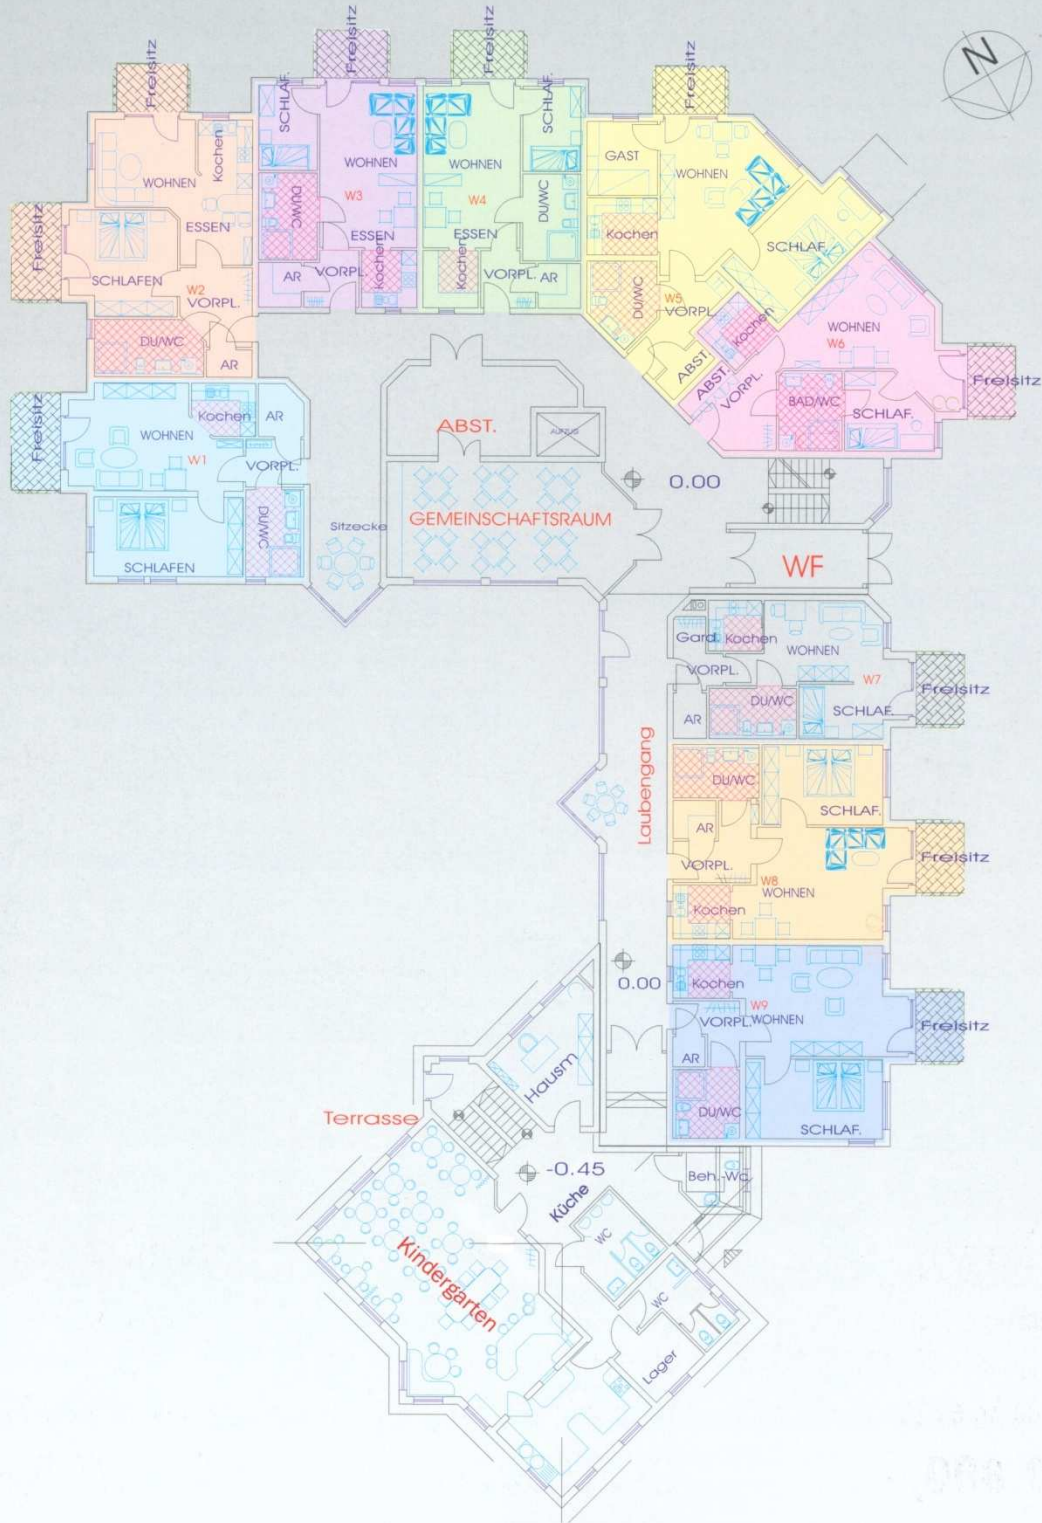 N
Freisitz
Freisitz
Freisitz
Freisitz
WOHNEN
Kochen
ESSEN
Freisitz
SCHLAFEN
W2
VORPL.
DU/WC
AR
SCHLAF.
WOHNEN
W3
DU/WC
ESSEN
Kochen
AR
VORPL.
SCHLAF.
WOHNEN
W4
DU/WC
ESSEN
Kochen
VORPL.
AR
GAST
WOHNEN
Kochen
SCHLAF.
DU/WC
W5
VORPL.
ABST.
Kochen
WOHNEN
W6
ABST.
VORPL.
BAD/WC
SCHLAF.
Freisitz
Freisitz
WOHNEN
Kochen
AR
W1
VORPL.
DU/WC
SCHLAFEN
Sitzecke
ABST.
AUFZUG
GEMEINSCHAFTSRAUM
0.00
WF
Gard.
Kochen
WOHNEN
VORPL.
W7
AR
DU/WC
SCHLAF.
Freisitz
Laubengang
DU/WC
SCHLAF.
AR
VORPL.
W8
WOHNEN
Kochen
Freisitz
0.00
Kochen
W9
VORPL.
WOHNEN
AR
DU/WC
SCHLAF.
Freisitz
Hausm
Terrasse
-0.45
Küche
Beh.-Wc.
WC
WC
Kindergarten
Lager